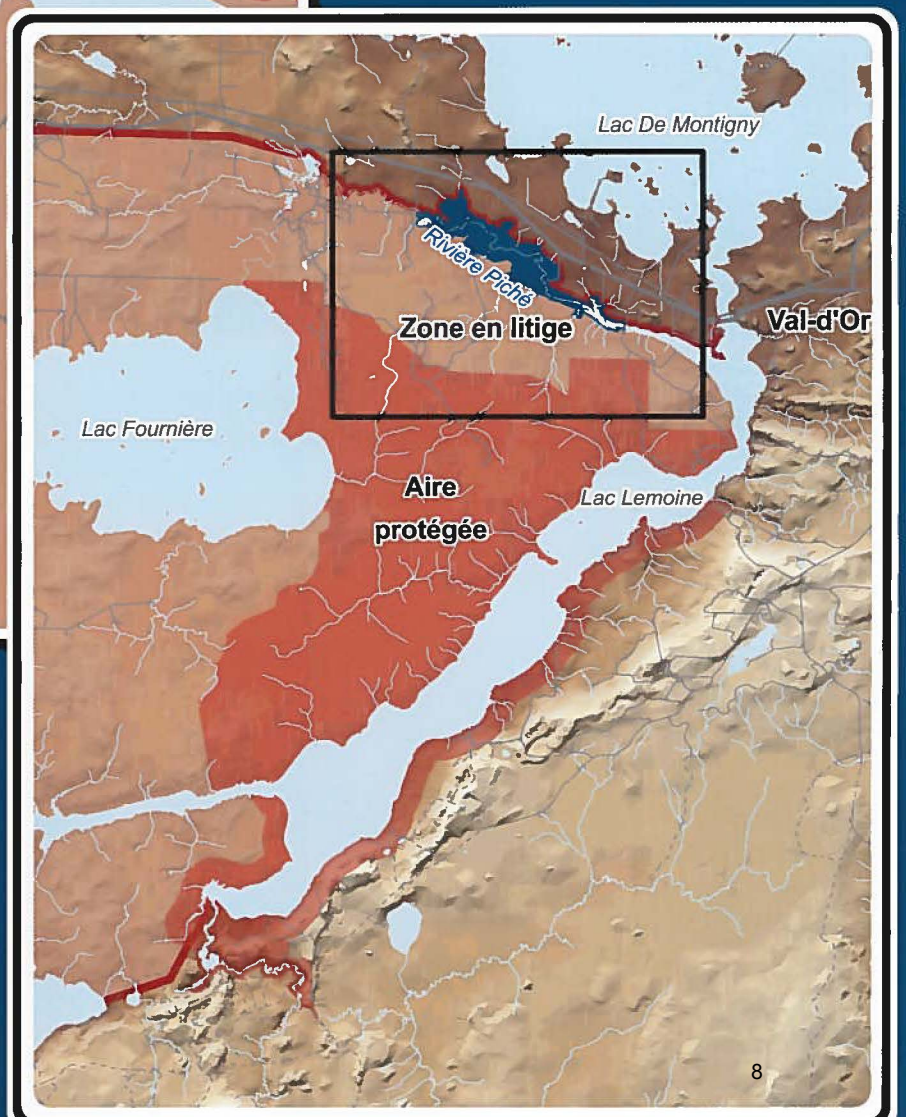 Lac De Montigny
Rivière Piché
Zone en litige
Val-d'Or
Lac Fournière
Aire
protégée
Lac Lemoine
8